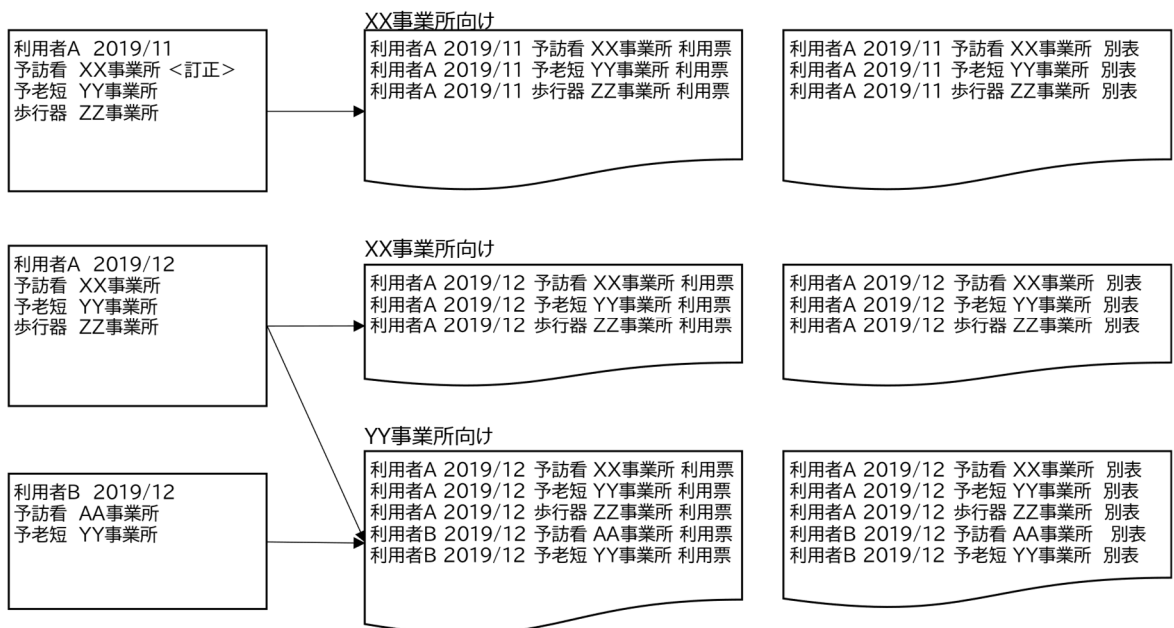 XX事業所向け
利用者A 2019/11
予訪看 XX事業所 <訂正>
予老短 YY事業所
歩行器 ZZ事業所
利用者A 2019/11 予訪看 XX事業所 利用票
利用者A 2019/11 予老短 YY事業所 利用票
利用者A 2019/11 歩行器 ZZ事業所 利用票
利用者A 2019/11 予訪看 XX事業所 別表
利用者A 2019/11 予老短 YY事業所 別表
利用者A 2019/11 歩行器 ZZ事業所 別表
XX事業所向け
利用者A 2019/12
予訪看 XX事業所
予老短 YY事業所
歩行器 ZZ事業所
利用者A 2019/12 予訪看 XX事業所 利用票
利用者A 2019/12 予老短 YY事業所 利用票
利用者A 2019/12 歩行器 ZZ事業所 利用票
利用者A 2019/12 予訪看 XX事業所 別表
利用者A 2019/12 予老短 YY事業所 別表
利用者A 2019/12 歩行器 ZZ事業所 別表
YY事業所向け
利用者B 2019/12
予訪看 AA事業所
予老短 YY事業所
利用者A 2019/12 予訪看 XX事業所 利用票
利用者A 2019/12 予老短 YY事業所 利用票
利用者A 2019/12 歩行器 ZZ事業所 利用票
利用者B 2019/12 予訪看 AA事業所 利用票
利用者B 2019/12 予老短 YY事業所 利用票
利用者A 2019/12 予訪看 XX事業所 別表
利用者A 2019/12 予老短 YY事業所 別表
利用者A 2019/12 歩行器 ZZ事業所 別表
利用者B 2019/12 予訪看 AA事業所 別表
利用者B 2019/12 予老短 YY事業所 別表